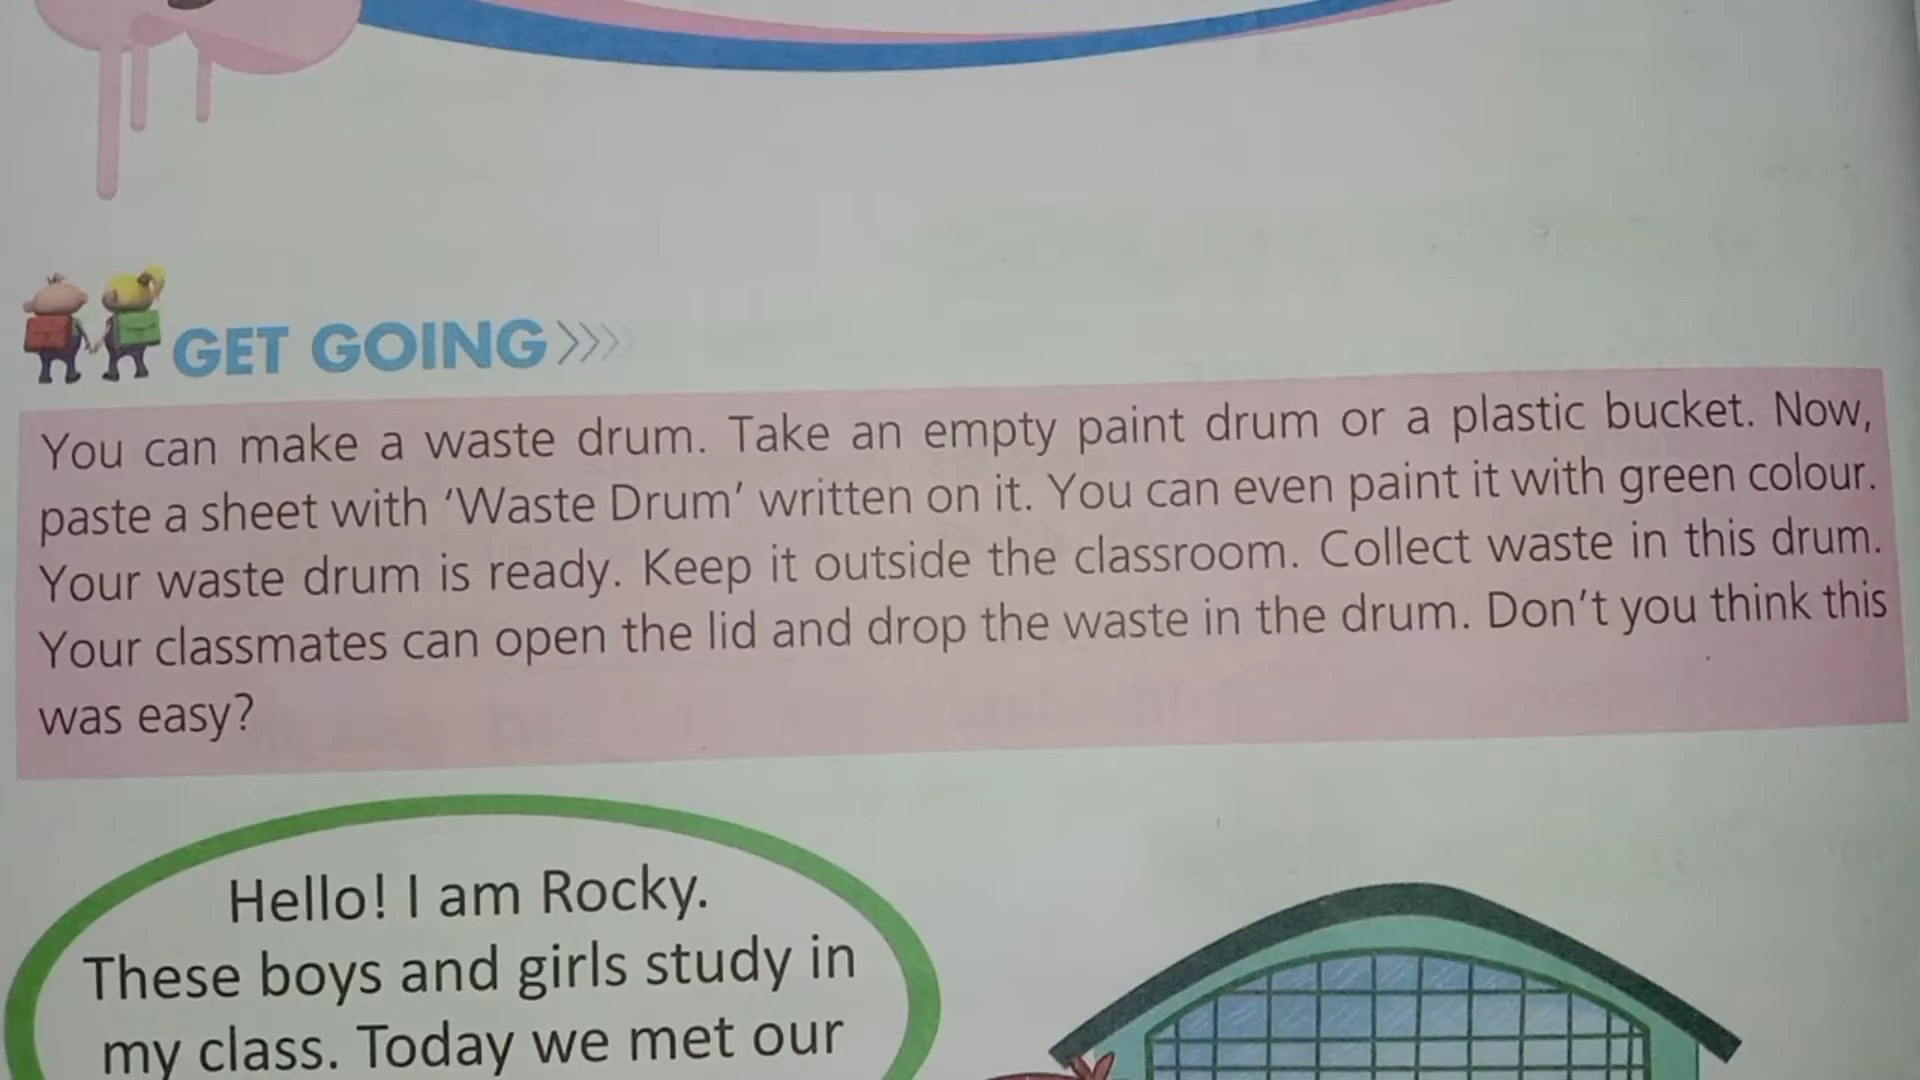 GET GOING
You can make a waste drum. Take an empty paint drum or a plastic bucket. Now,
paste a sheet with ‘Waste Drum’ written on it. You can even paint it with green colour.
Your waste drum is ready. Keep it outside the classroom. Collect waste in this drum.
Your classmates can open the lid and drop the waste in the drum. Don’t you think this
was easy?
Hello! I am Rocky.
These boys and girls study in
my class. Today we met our